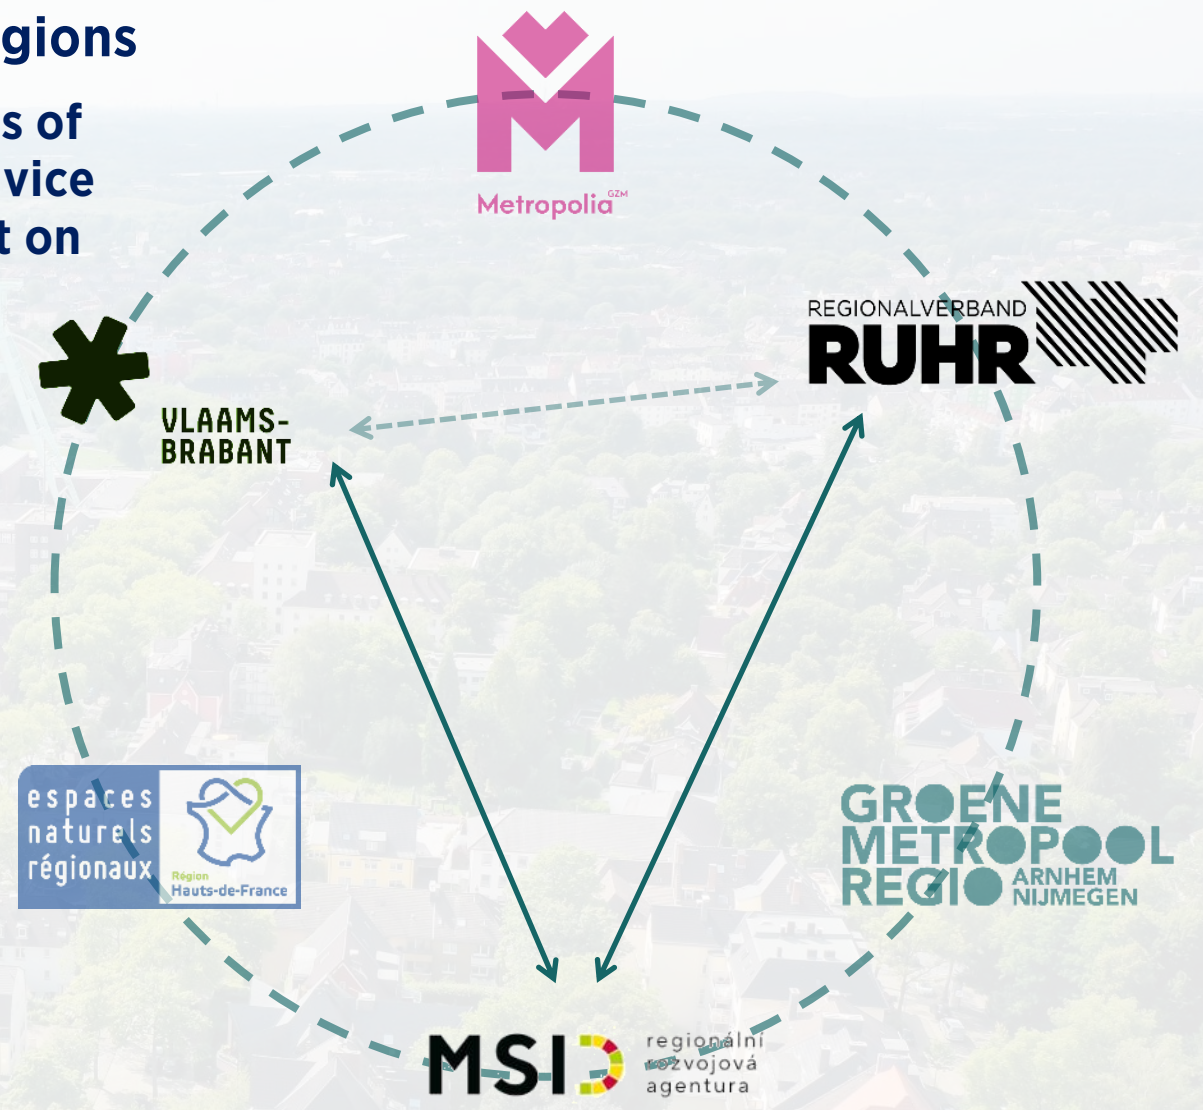 gions
s of
vice
t on
Metropolia GZM
REGIONALVERBAND
RUHR
VLAAMS-
BRABANT
espaces
naturels
régionaux
Région
Hauts-de-France
GROENE
METROPOOL
REGIO ARNHEM
NIJMEGEN
MSID regionální
rozvojová
agentura